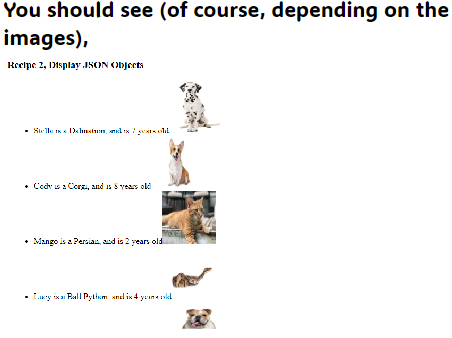 You should see (of course, depending on the
images),
Recipe 2, Display JSON Objects
• Stella is a Dalmation, and is 7 years old
• Cody is a Corgi, and is 8 years old
• Mango is a Persian, and is 2 years old
• Lucy is a Ball Python, and is 4 years old